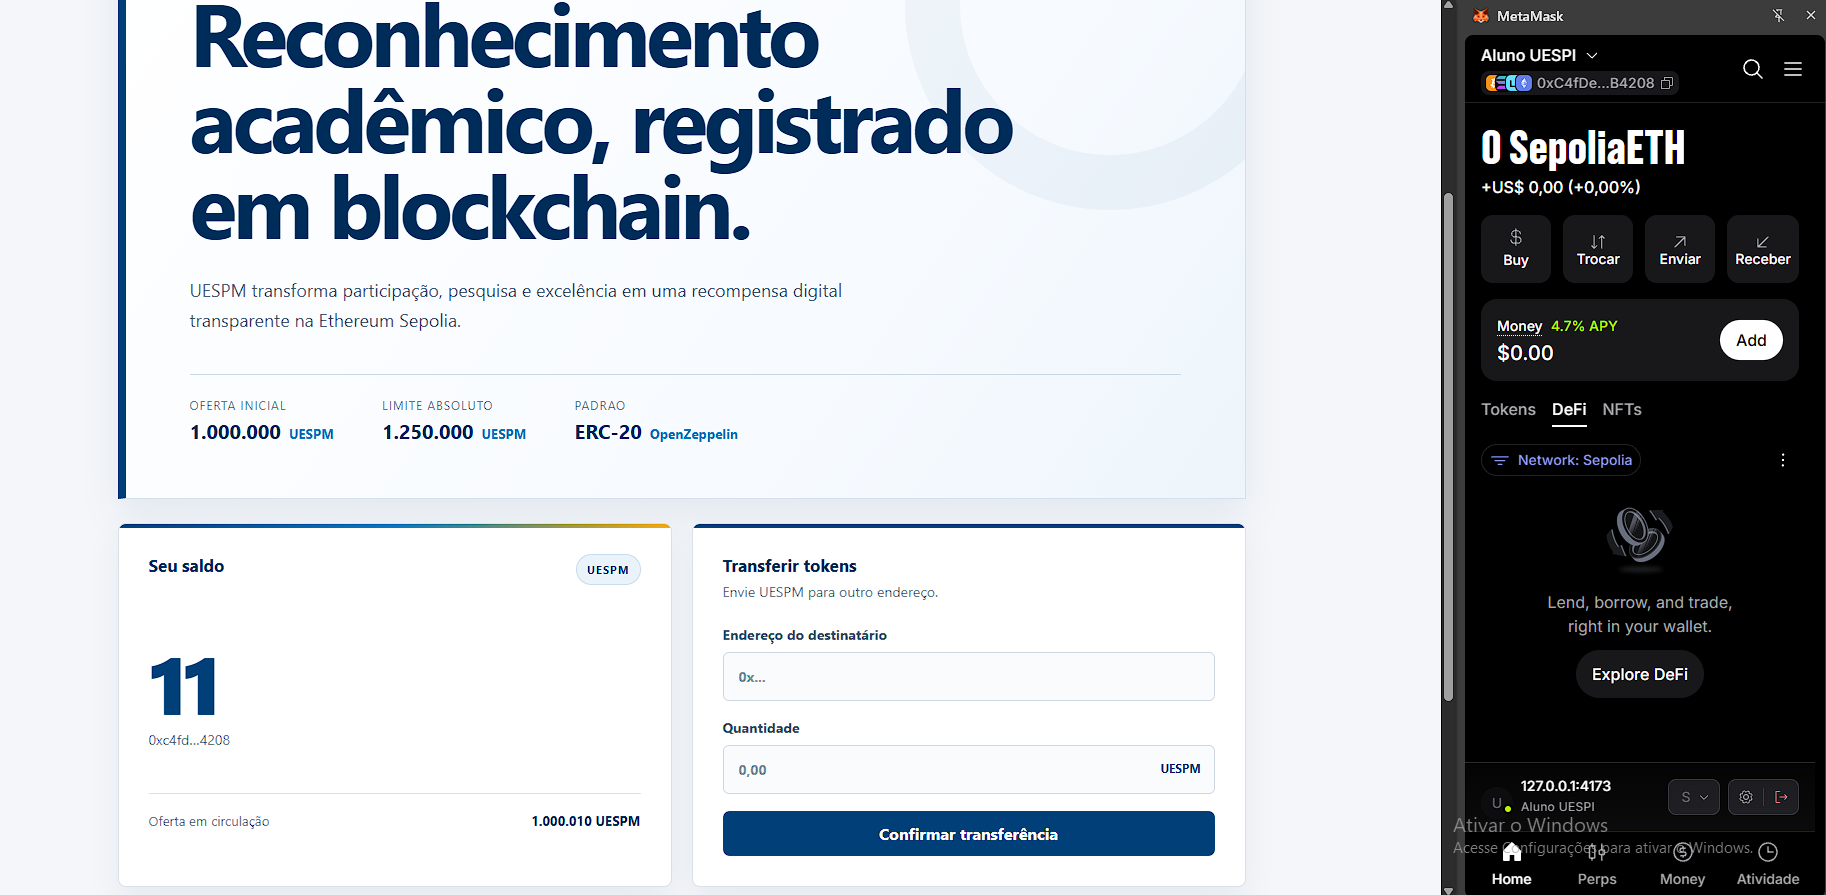 Reconhecimento
acadêmico, registrado
em blockchain.
UESPM transforma participação, pesquisa e excelência em uma recompensa digital
transparente na Ethereum Sepolia.
OFERTA INICIAL
1.000.000 UESPM
LIMITE ABSOLUTO
1.250.000 UESPM
PADRAO
ERC-20 OpenZeppelin
Seu saldo
UESPM
11
0xc4fd...4208
Oferta em circulação
1.000.010 UESPM
Transferir tokens
Envie UESPM para outro endereço.
Endereço do destinatário
0x...
Quantidade
0,00
UESPM
Confirmar transferência
MetaMask
Aluno UESPI
0xC4fDe...B4208
0 SepoliaETH
+US$ 0,00 (+0,00%)
Buy
Trocar
Enviar
Receber
Money 4.7% APY
$0.00
Add
Tokens DeFi NFTs
Network: Sepolia
Lend, borrow, and trade,
right in your wallet.
Explore DeFi
U
127.0.0.1:4173
Aluno UESPI
S
Ativar o Windows
Acesse Configurações para ativar o Windows.
Home
Perps
Money
Atividade